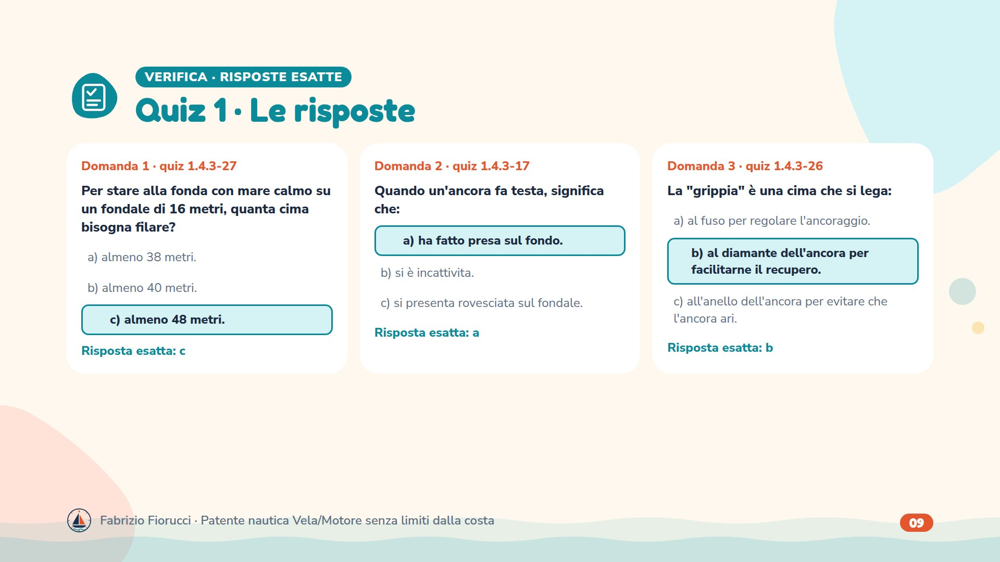 VERIFICA · RISPOSTE ESATTE
Quiz 1 · Le risposte
Domanda 1 · quiz 1.4.3-27
Per stare alla fonda con mare calmo su
un fondale di 16 metri, quanta cima
bisogna filare?
a) almeno 38 metri.
b) almeno 40 metri.
c) almeno 48 metri.
Risposta esatta: c
Domanda 2 · quiz 1.4.3-17
Quando un'ancora fa testa, significa
che:
a) ha fatto presa sul fondo.
b) si è incattivita.
c) si presenta rovesciata sul fondale.
Risposta esatta: a
Domanda 3 · quiz 1.4.3-26
La "grippia" è una cima che si lega:
a) al fuso per regolare l'ancoraggio.
b) al diamante dell'ancora per
facilitarne il recupero.
c) all'anello dell'ancora per evitare che
l'ancora ari.
Risposta esatta: b
Fabrizio Fiorucci · Patente nautica Vela/Motore senza limiti dalla costa
09